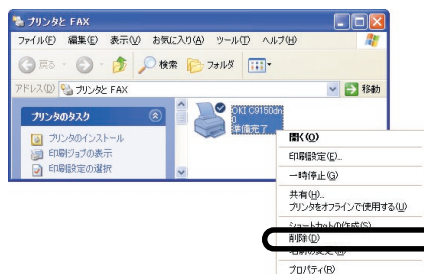 プリンタと FAX
ファイル(F) 編集(E) 表示(V) お気に入り(A) ツール(T) ヘルプ(H)
戻る 検索 フォルダ
アドレス(D) プリンタと FAX 移動
プリンタのタスク
プリンタのインストール
印刷ジョブの表示
印刷設定の選択
OKI C9150dn
0
準備完了
開く(O)
印刷設定(E)...
一時停止(G)
共有(H)...
プリンタをオフラインで使用する(U)
ショートカットの作成(S)
削除(D)
名前の変更(M)
プロパティ(R)